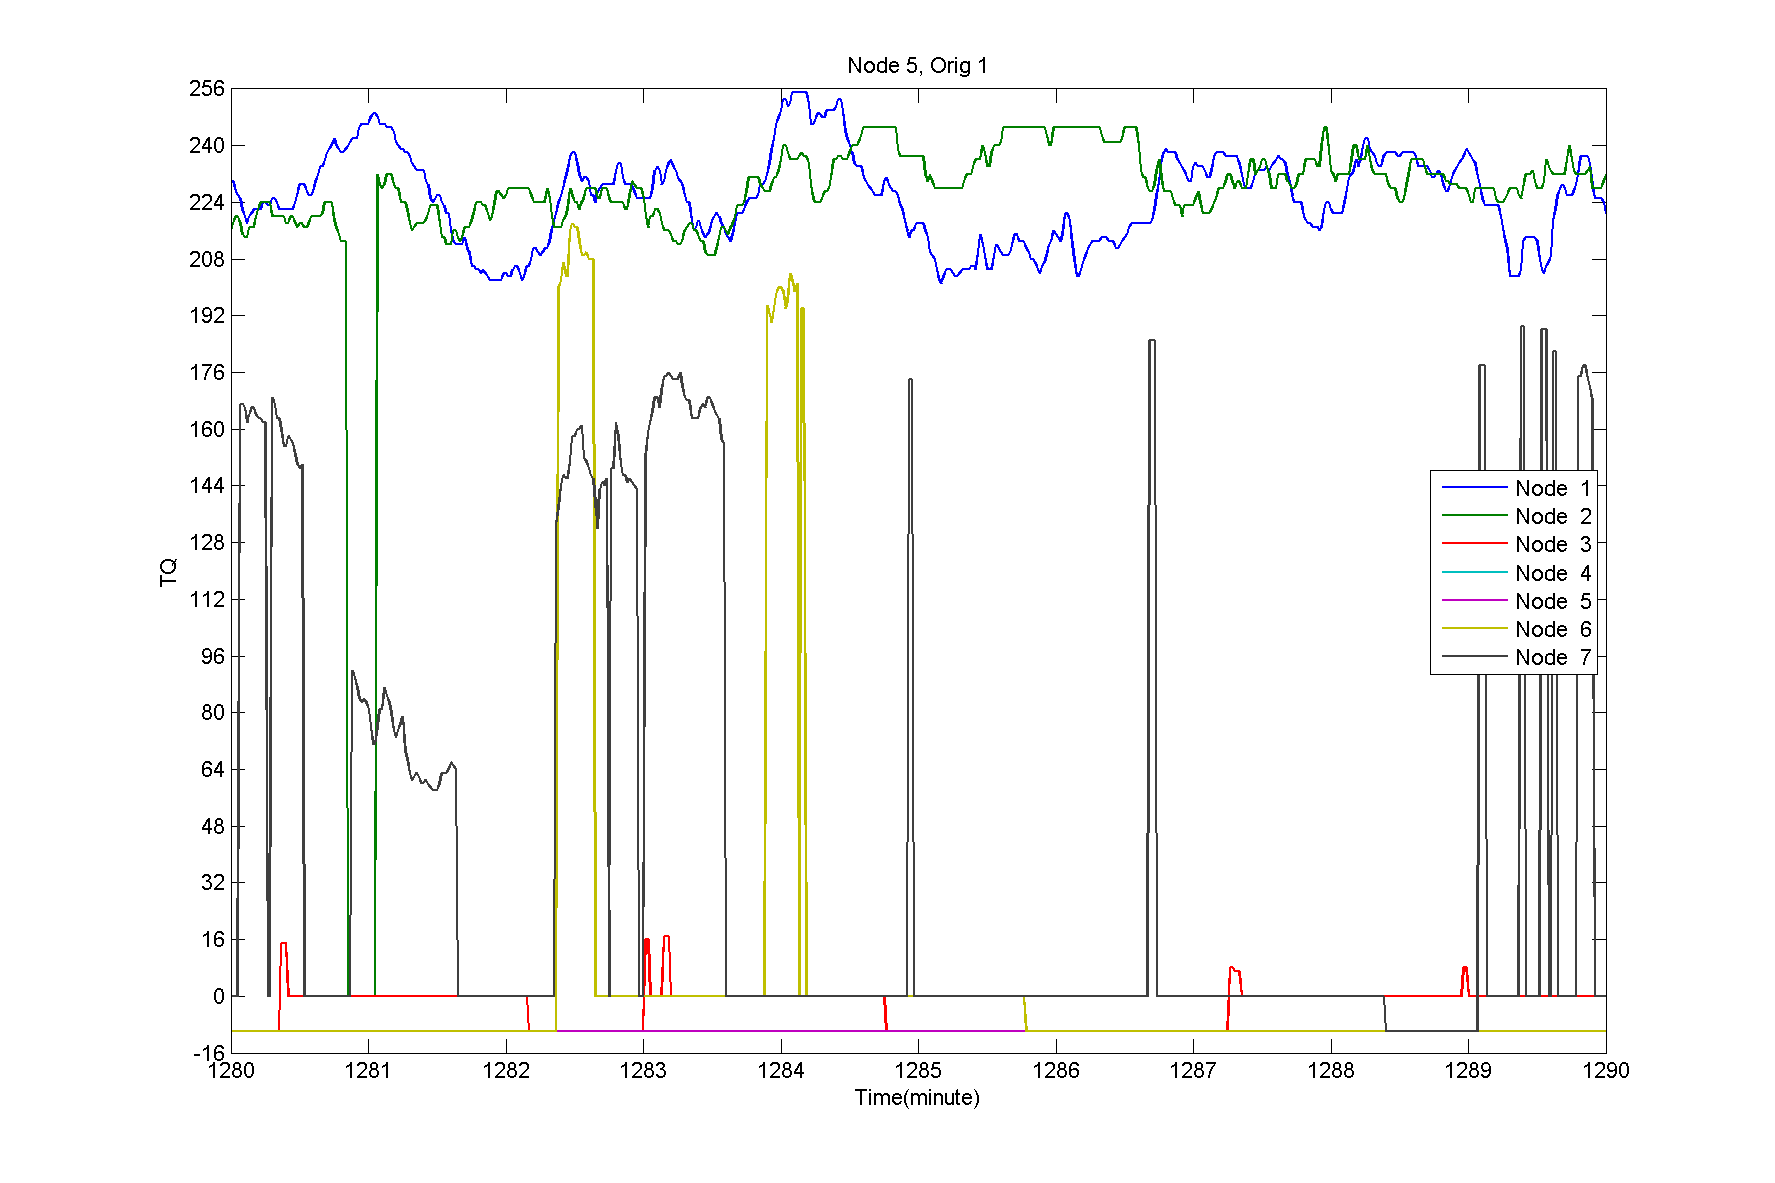 Node 5, Orig 1
256
240
224
208
192
176
160
144
128
112
96
80
64
48
32
16
0
-16
TQ
1280 1281 1282 1283 1284 1285 1286 1287 1288 1289 1290
Time(minute)
Node 1
Node 2
Node 3
Node 4
Node 5
Node 6
Node 7